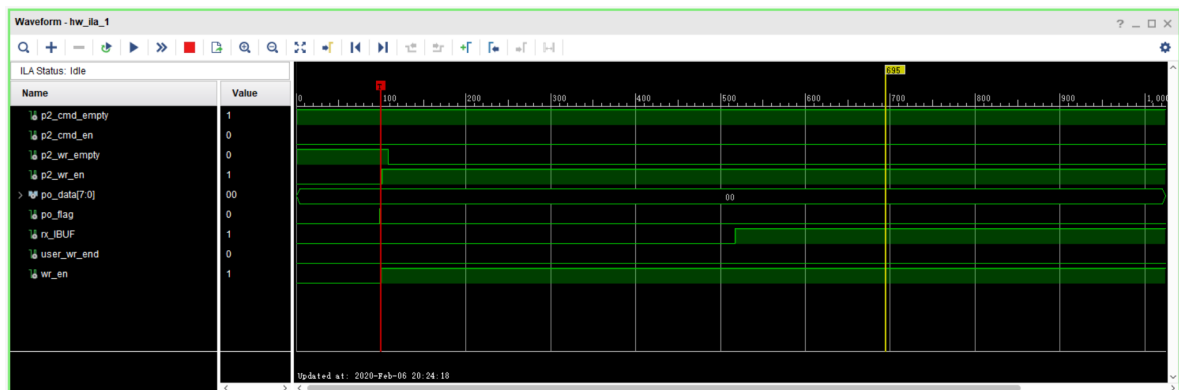 Waveform - hw_ila_1
ILA Status: Idle
695
Name Value
0 100 200 300 400 500 600 700 800 900 1,000
p2_cmd_empty 1
p2_cmd_en 0
p2_wr_empty 0
p2_wr_en 1
po_data[7:0] 00 00
po_flag 0
rx_IBUF 1
user_wr_end 0
wr_en 1
Updated at: 2020-Feb-06 20:24:18